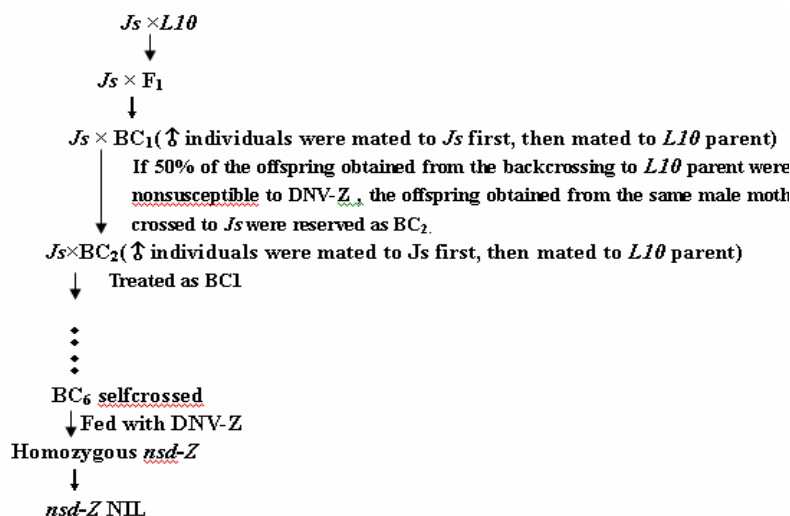 Js ×L10
Js × F₁
Js × BC₁(♂ individuals were mated to Js first, then mated to L10 parent)
If 50% of the offspring obtained from the backcrossing to L10 parent were
nonsusceptible to DNV-Z , the offspring obtained from the same male moth
crossed to Js were reserved as BC₂.
Js×BC₂(♂ individuals were mated to Js first, then mated to L10 parent)
Treated as BC1
BC₆ selfcrossed
Fed with DNV-Z
Homozygous nsd-Z
nsd-Z NIL